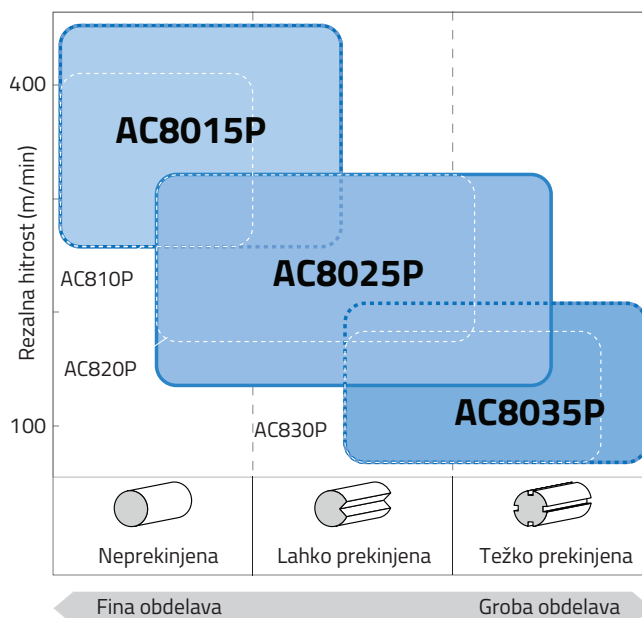 400
AC8015P
Rezalna hitrost (m/min)
AC8025P
AC810P
AC820P
AC8035P
100
AC830P
Neprekinjena
Lahko prekinjena
Težko prekinjena
Fina obdelava
Groba obdelava